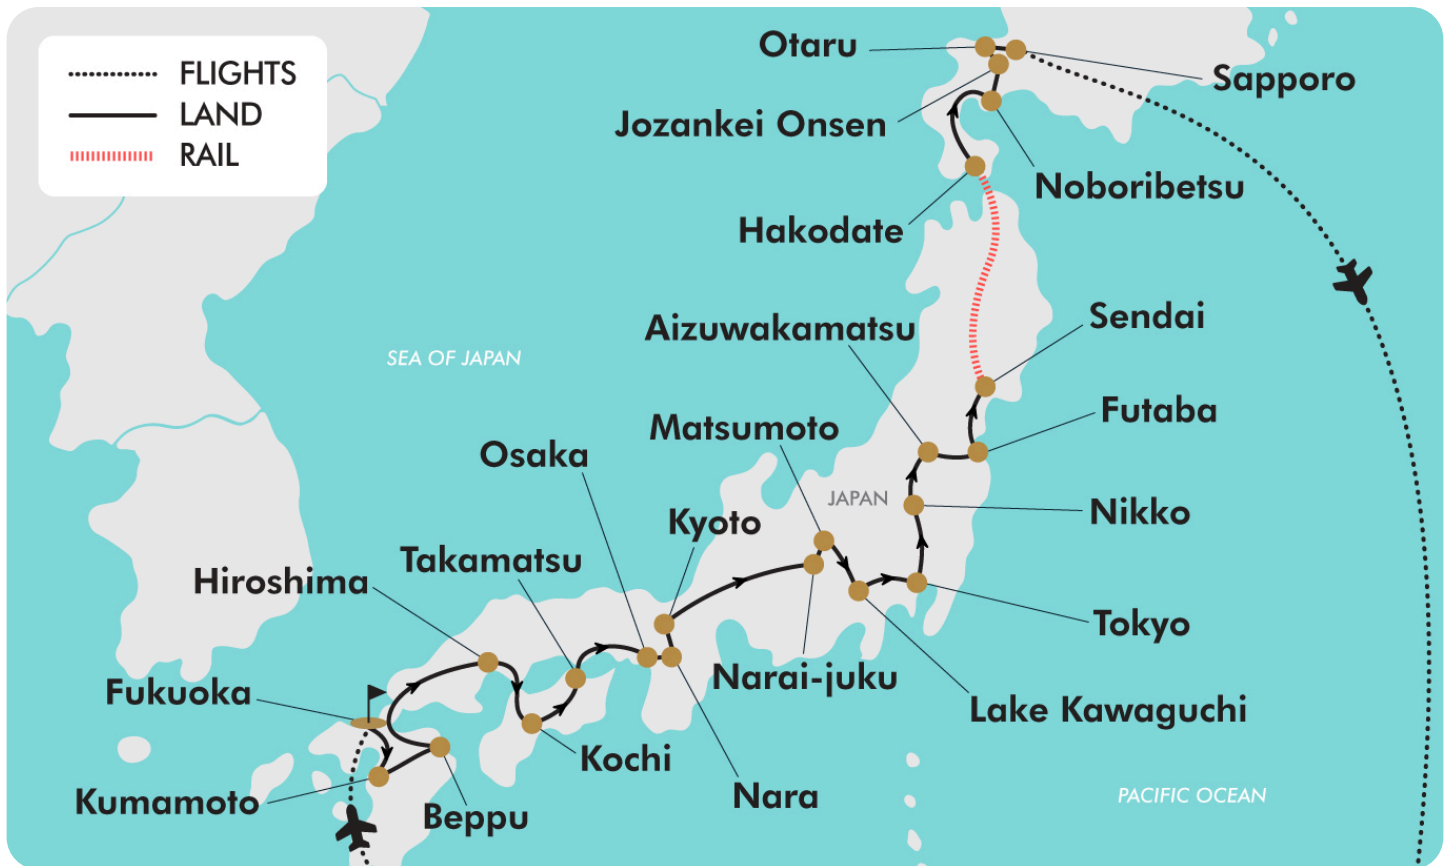 FLIGHTS
LAND
RAIL
Otaru
Sapporo
Jozankei Onsen
Noboribetsu
Hakodate
Sendai
Aizuwakamatsu
SEA OF JAPAN
Futaba
Matsumoto
Osaka
JAPAN
Nikko
Kyoto
Takamatsu
Hiroshima
Tokyo
Narai-juku
Fukuoka
Lake Kawaguchi
Kochi
Nara
PACIFIC OCEAN
Kumamoto
Beppu